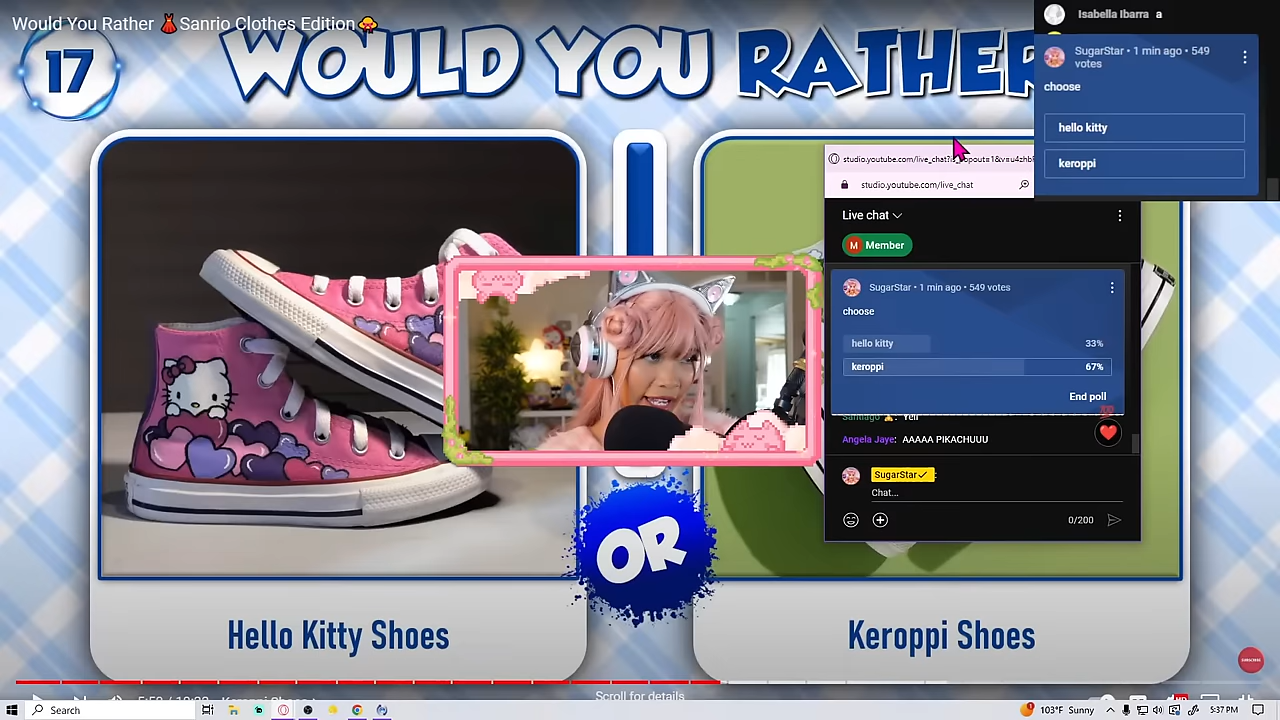 Would You Rather 👗Sanrio Clothes Edition👒
17
WOULD YOU RATHER
Isabella Ibarra a
SugarStar • 1 min ago • 549
votes
choose
hello kitty
keroppi
studio.youtube.com/live_chat
Live chat
M Member
SugarStar • 1 min ago • 549 votes
choose
hello kitty 33%
keroppi 67%
End poll
Angela Jaye: AAAAA PIKACHUUU
SugarStar
Chat...
0/200
OR
Hello Kitty Shoes
Keroppi Shoes
SUBSCRIBE
Scroll for details
Search
103°F Sunny
5:37 PM